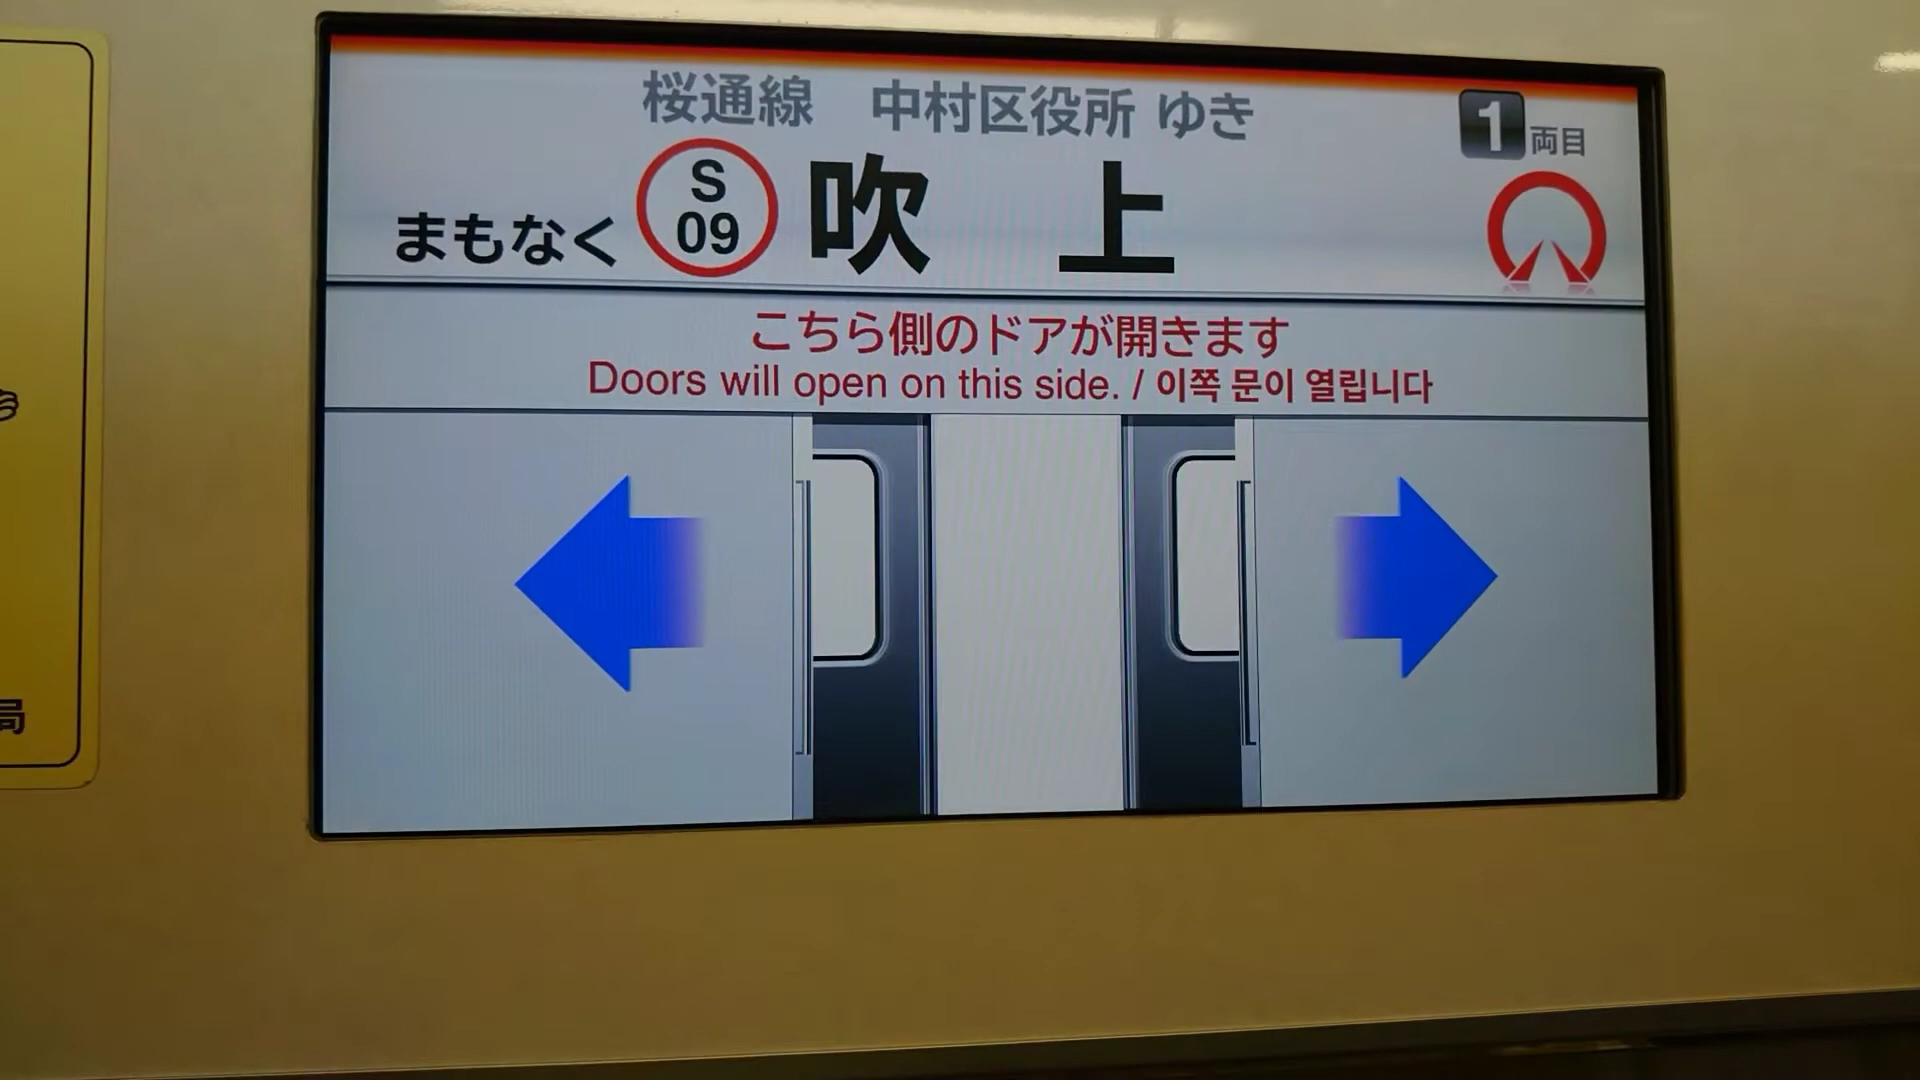 桜通線 中村区役所 ゆき
1両目
まもなく S 09 吹上
こちら側のドアが開きます
Doors will open on this side. / 이쪽 문이 열립니다
局